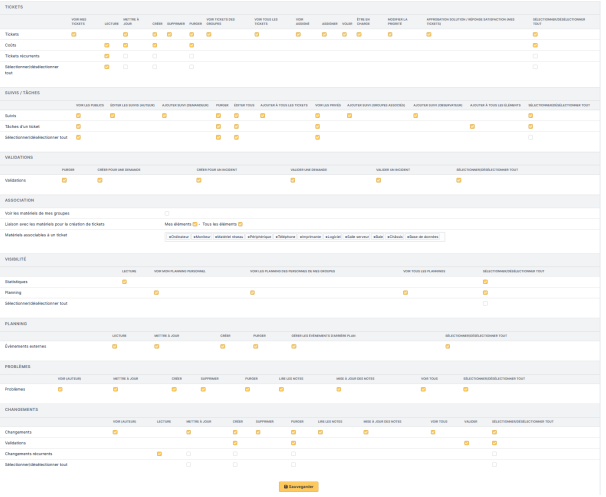 TICKETS
VOIR MES TICKETS LECTURE METTRE À JOUR CRÉER SUPPRIMER PURGER VOIR TICKETS DES GROUPES VOIR TOUS LES TICKETS VOIR ASSIGNÉ ASSIGNER VOLER ÊTRE EN CHARGE MODIFIER LA PRIORITÉ APPROBATION SOLUTION / RÉPONSE SATISFACTION (MES TICKETS) SÉLECTIONNER/DÉSÉLECTIONNER TOUT
Tickets
Coûts
Tickets récurrents
Sélectionner/désélectionner tout
SUIVIS / TÂCHES
VOIR LES PUBLICS ÉDITER LES SUIVIS (AUTEUR) AJOUTER SUIVI (DEMANDEUR) PURGER ÉDITER TOUS AJOUTER À TOUS LES TICKETS VOIR LES PRIVÉS AJOUTER SUIVI (GROUPES ASSOCIÉS) AJOUTER SUIVI (OBSERVATEUR) AJOUTER À TOUS LES ÉLÉMENTS SÉLECTIONNER/DÉSÉLECTIONNER TOUT
Suivis
Tâches d'un ticket
Sélectionner/désélectionner tout
VALIDATIONS
PURGER CRÉER POUR UNE DEMANDE CRÉER POUR UN INCIDENT VALIDER UNE DEMANDE VALIDER UN INCIDENT SÉLECTIONNER/DÉSÉLECTIONNER TOUT
Validations
ASSOCIATION
Voir les matériels de mes groupes
Liaison avec les matériels pour la création de tickets Mes éléments - Tous les éléments
Matériels associables à un ticket ×Ordinateur ×Moniteur ×Matériel réseau ×Périphérique ×Téléphone ×Imprimante ×Logiciel ×Salle serveur ×Baie ×Châssis ×Base de données
VISIBILITÉ
LECTURE VOIR MON PLANNING PERSONNEL VOIR LES PLANNING DES PERSONNES DE MES GROUPES VOIR TOUS LES PLANNINGS SÉLECTIONNER/DÉSÉLECTIONNER TOUT
Statistiques
Planning
Sélectionner/désélectionner tout
PLANNING
LECTURE METTRE À JOUR CRÉER PURGER GÉRER LES ÉVÉNEMENTS D'ARRIÈRE PLAN SÉLECTIONNER/DÉSÉLECTIONNER TOUT
Évènements externes
PROBLÈMES
VOIR (AUTEUR) METTRE À JOUR CRÉER SUPPRIMER PURGER LIRE LES NOTES MISE À JOUR DES NOTES VOIR TOUS SÉLECTIONNER/DÉSÉLECTIONNER TOUT
Problèmes
CHANGEMENTS
VOIR (AUTEUR) LECTURE METTRE À JOUR CRÉER SUPPRIMER PURGER LIRE LES NOTES MISE À JOUR DES NOTES VOIR TOUS VALIDER SÉLECTIONNER/DÉSÉLECTIONNER TOUT
Changements
Validations
Changements récurrents
Sélectionner/désélectionner tout
Sauvegarder